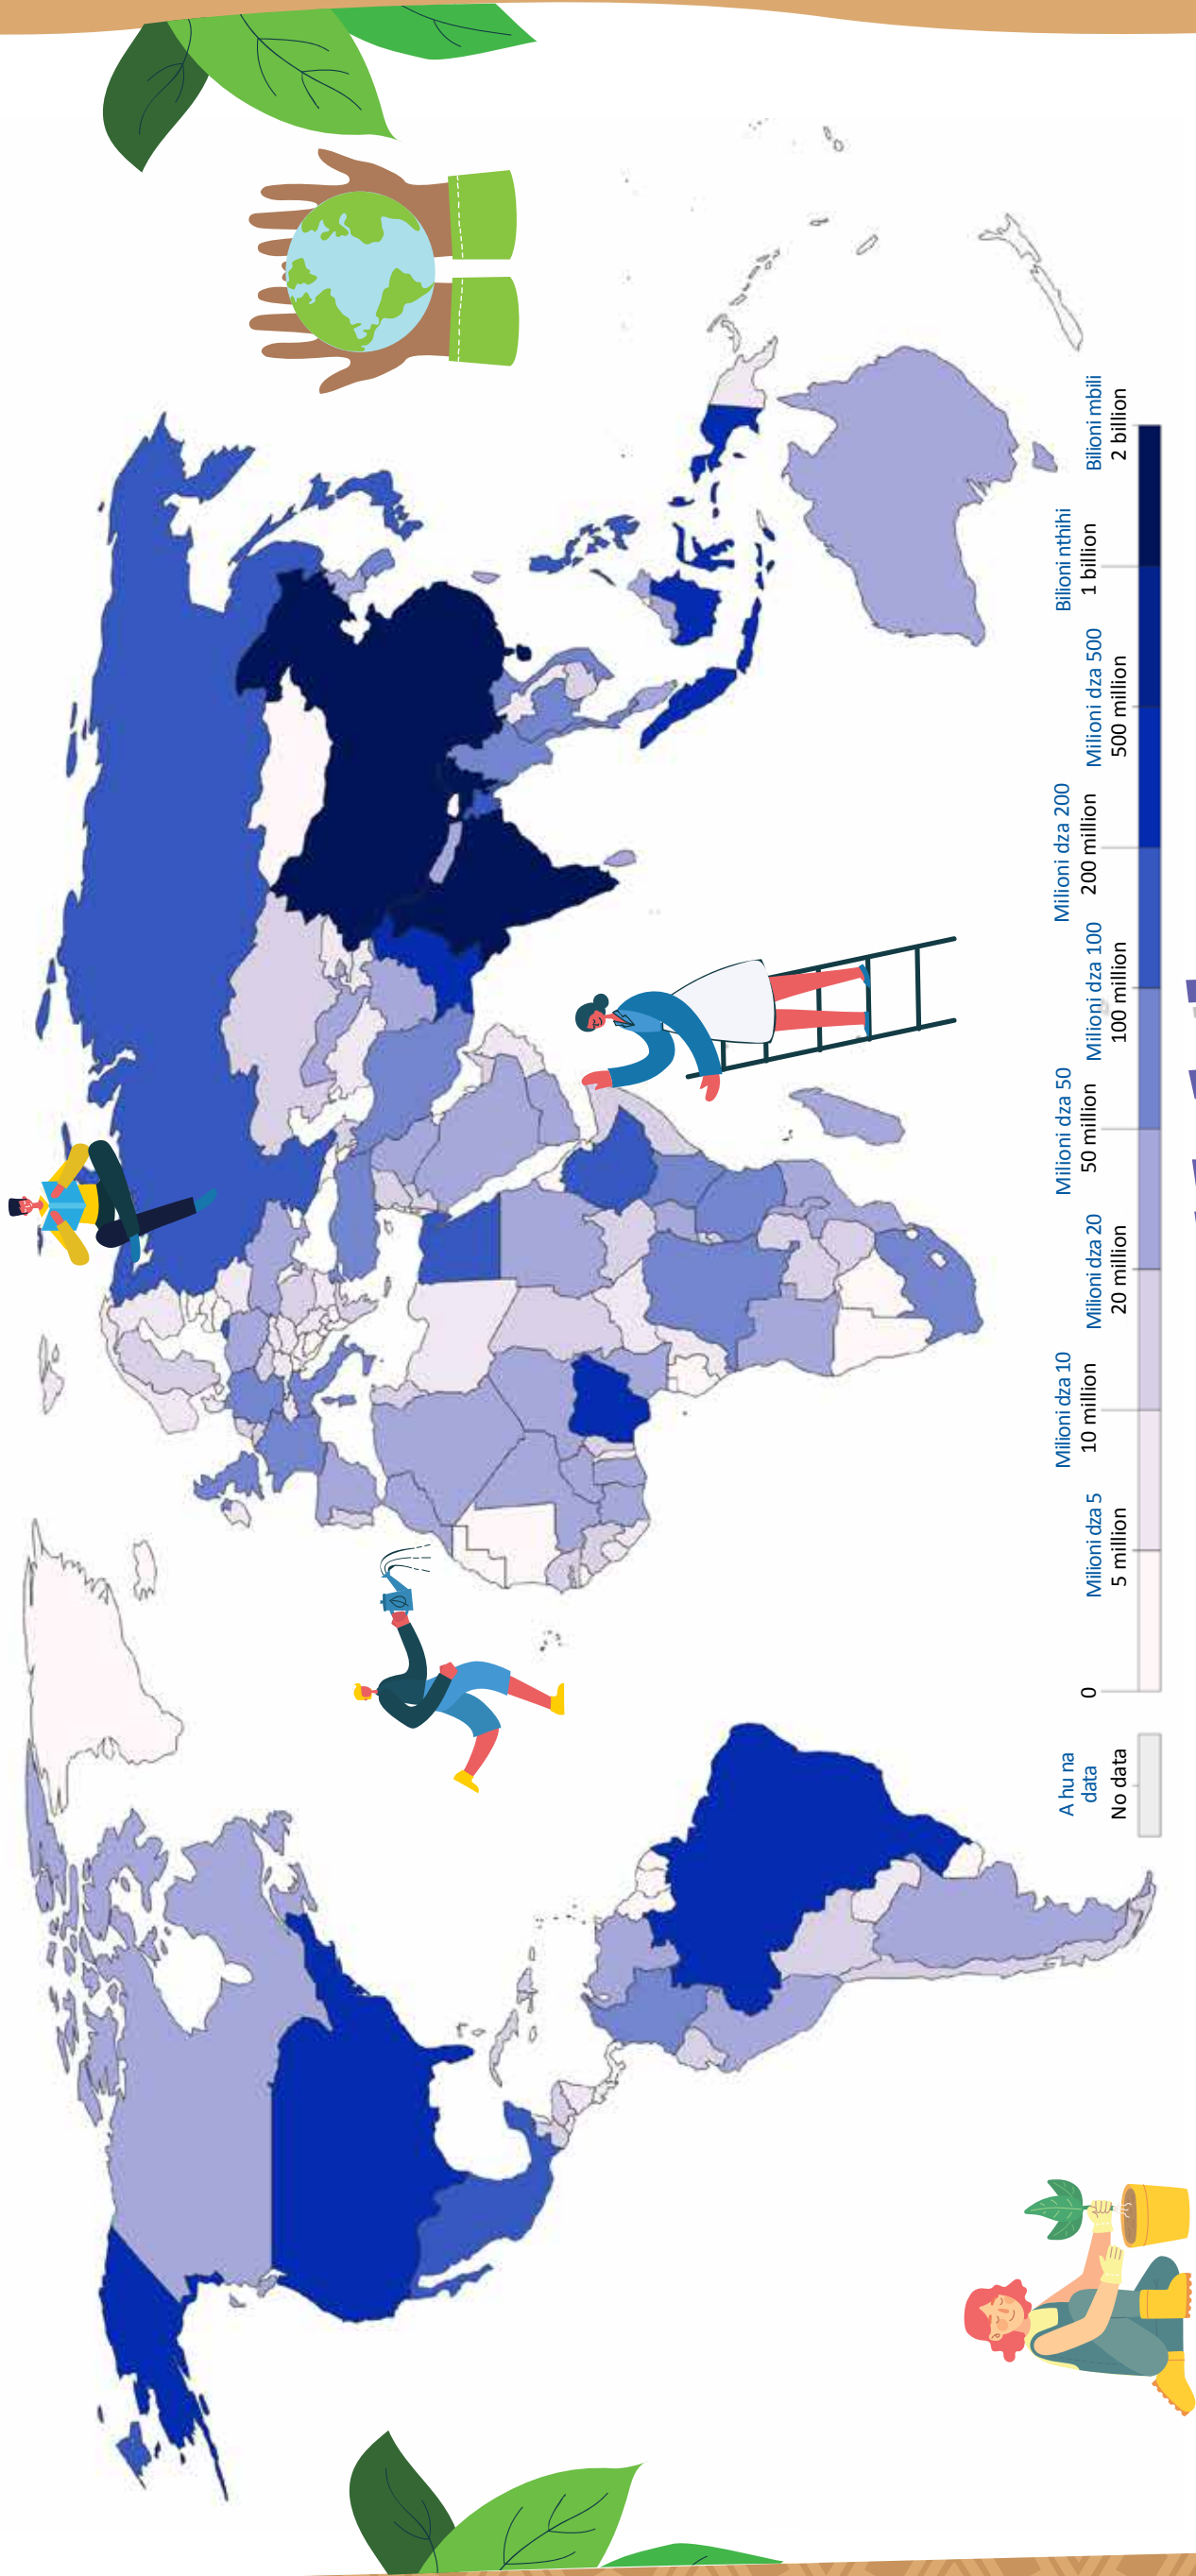 A hu na
data
No data
0
Milioni dza 5
5 million
Milioni dza 10
10 million
Milioni dza 20
20 million
Milioni dza 50
50 million
Milioni dza 100
100 million
Milioni dza 200
200 million
Milioni dza 500
500 million
Bilioni nthihi
1 billion
Bilioni mbili
2 billion